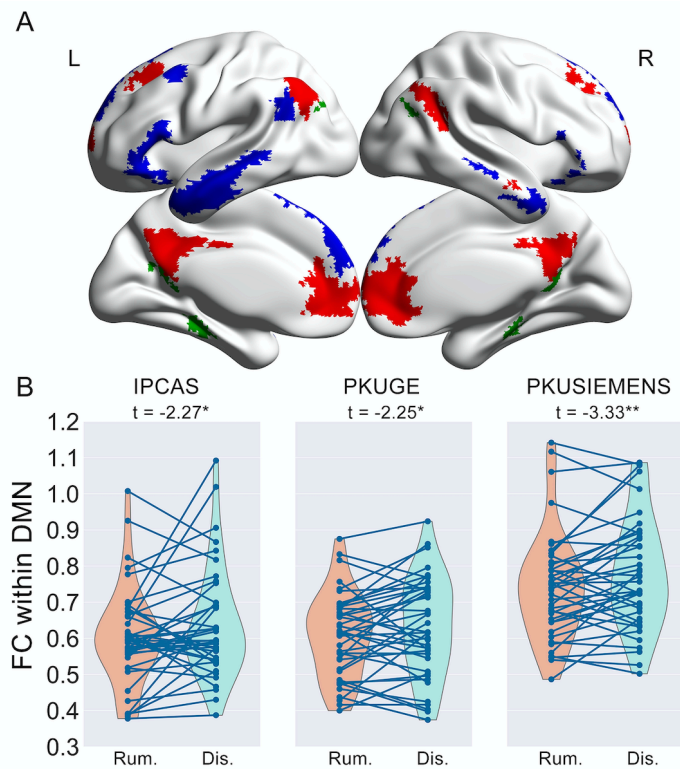 A
L
R
B
IPCAS
PKUGE
PKUSIEMENS
t = -2.27*
t = -2.25*
t = -3.33**
FC within DMN
1.2
1.1
1.0
0.9
0.8
0.7
0.6
0.5
0.4
0.3
Rum.
Dis.
Rum.
Dis.
Rum.
Dis.